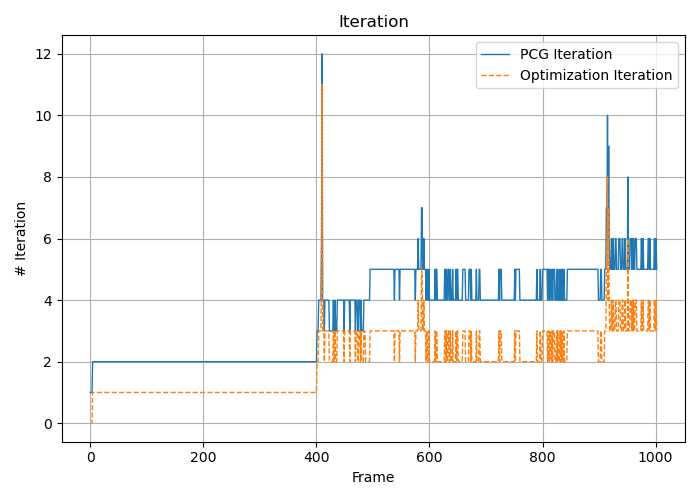 Iteration
PCG Iteration
Optimization Iteration
# Iteration
12
10
8
6
4
2
0
0 200 400 600 800 1000
Frame